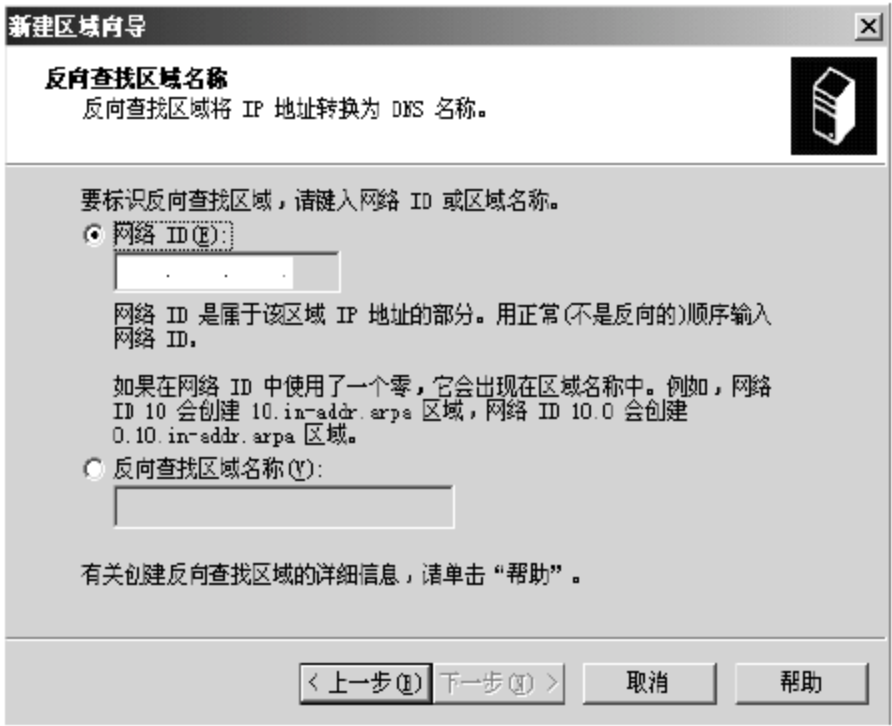 新建区域向导
反向查找区域名称
反向查找区域将 IP 地址转换为 DNS 名称。
要标识反向查找区域，请键入网络 ID 或区域名称。
网络 ID(E):
. . .
网络 ID 是属于该区域 IP 地址的部分。用正常(不是反向的)顺序输入
网络 ID。
如果在网络 ID 中使用了一个零，它会出现在区域名称中。例如，网络
ID 10 会创建 10.in-addr.arpa 区域，网络 ID 10.0 会创建
0.10.in-addr.arpa 区域。
反向查找区域名称(V):
有关创建反向查找区域的详细信息，请单击“帮助”。
< 上一步(B) 下一步(N) > 取消 帮助